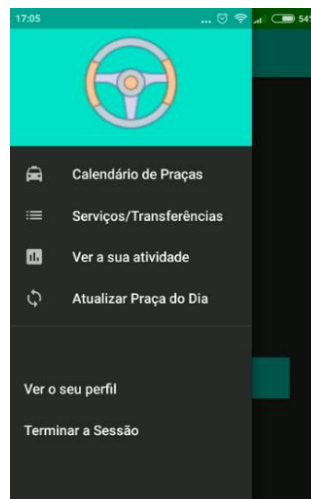 17:05 ... 54%
Calendário de Praças
Serviços/Transferências
Ver a sua atividade
Atualizar Praça do Dia
Ver o seu perfil
Terminar a Sessão